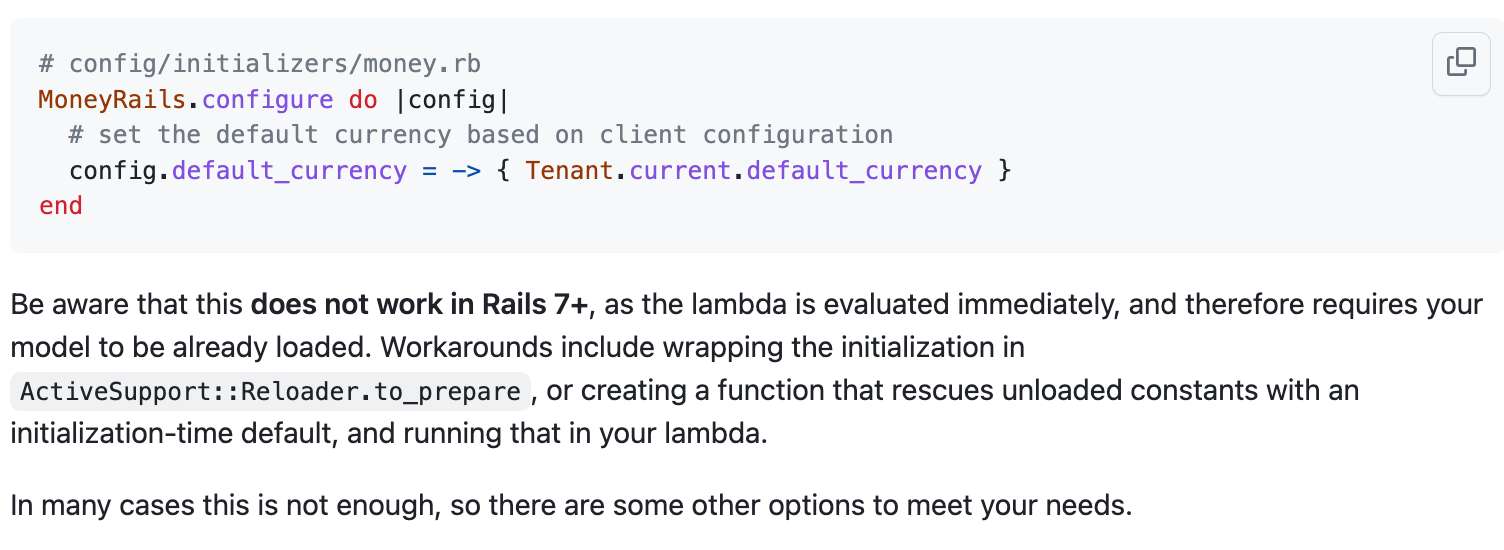 # config/initializers/money.rb
MoneyRails.configure do |config|
  # set the default currency based on client configuration
  config.default_currency = -> { Tenant.current.default_currency }
end
Be aware that this does not work in Rails 7+, as the lambda is evaluated immediately, and therefore requires your
model to be already loaded. Workarounds include wrapping the initialization in
ActiveSupport::Reloader.to_prepare, or creating a function that rescues unloaded constants with an
initialization-time default, and running that in your lambda.
In many cases this is not enough, so there are some other options to meet your needs.